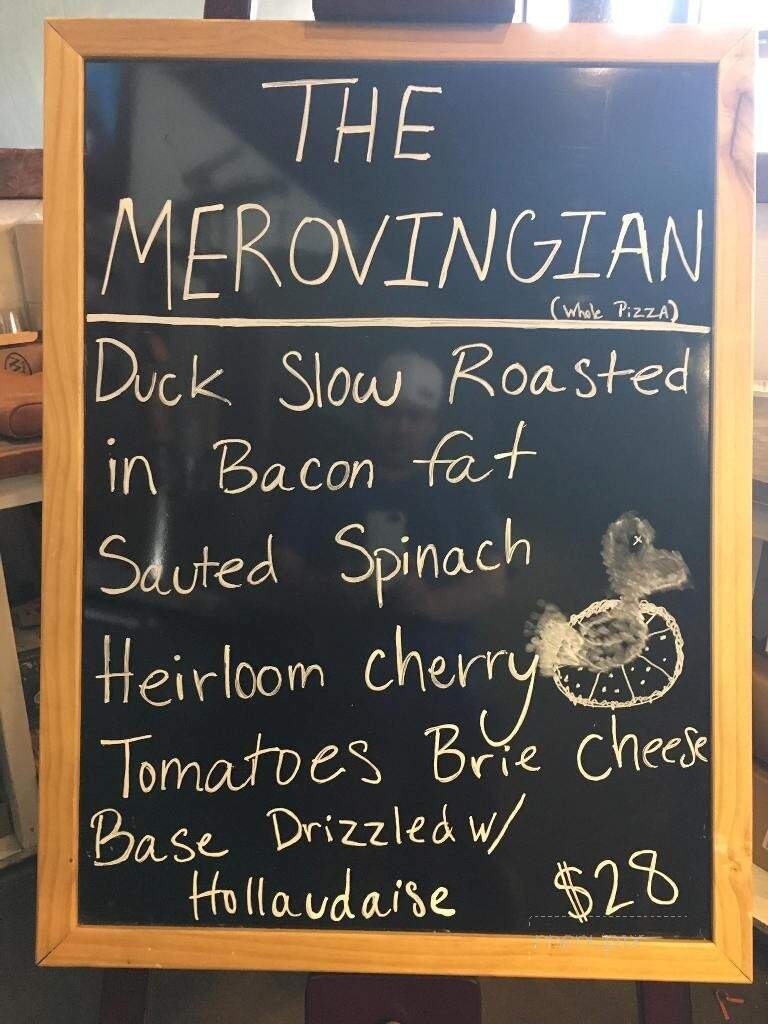 THE
MEROVINGIAN
(Whole PIZZA)
Duck Slow Roasted
in Bacon fat
Sauted Spinach
Heirloom cherry
Tomatoes Brie cheese
Base Drizzled w/
Hollaudaise $28